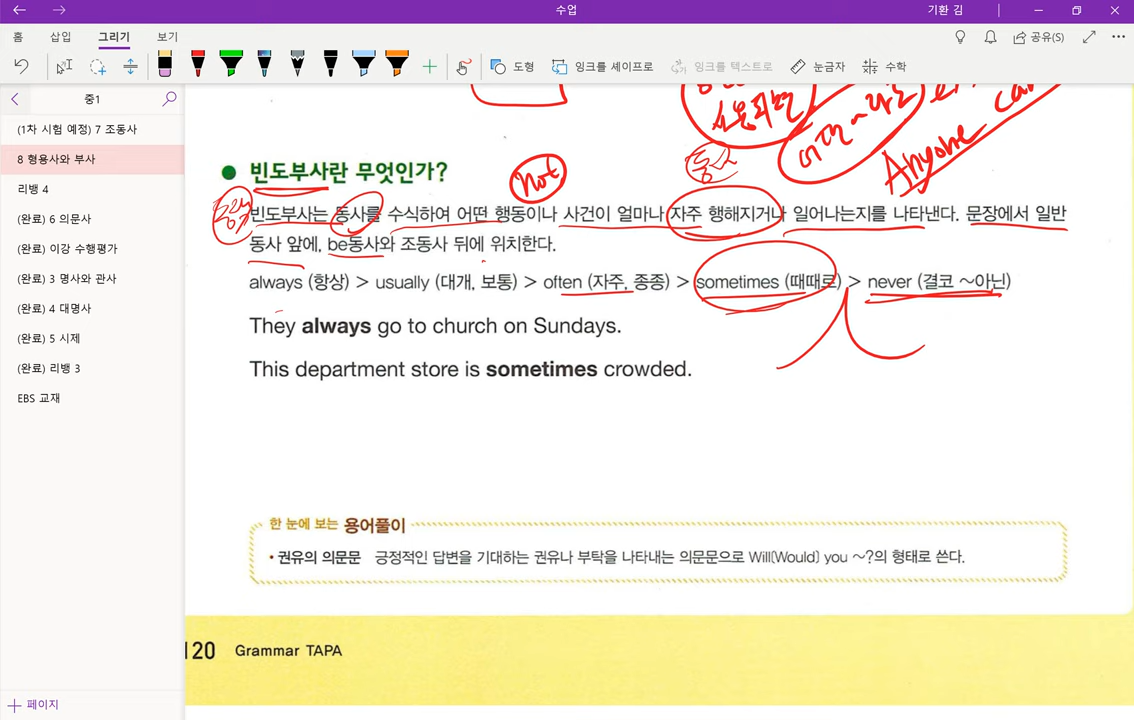 수업
기환 김
홈 삽입 그리기 보기
공유(S)
도형 잉크를 셰이프로 잉크를 텍스트로 눈금자 수학
중1
(1차 시험 예정) 7 조동사
8 형용사와 부사
리뱅 4
(완료) 6 의문사
(완료) 이강 수행평가
(완료) 3 명사와 관사
(완료) 4 대명사
(완료) 5 시제
(완료) 리뱅 3
EBS 교재
페이지
Anyone
not
동사
● 빈도부사란 무엇인가?
빈도부사는 동사를 수식하여 어떤 행동이나 사건이 얼마나 자주 행해지거나 일어나는지를 나타낸다. 문장에서 일반
동사 앞에, be동사와 조동사 뒤에 위치한다.
always (항상) > usually (대개, 보통) > often (자주, 종종) > sometimes (때때로) > never (결코 ~아닌)
They always go to church on Sundays.
This department store is sometimes crowded.
한 눈에 보는 용어풀이
• 권유의 의문문 긍정적인 답변을 기대하는 권유나 부탁을 나타내는 의문문으로 Will(Would) you ~?의 형태로 쓴다.
120 Grammar TAPA